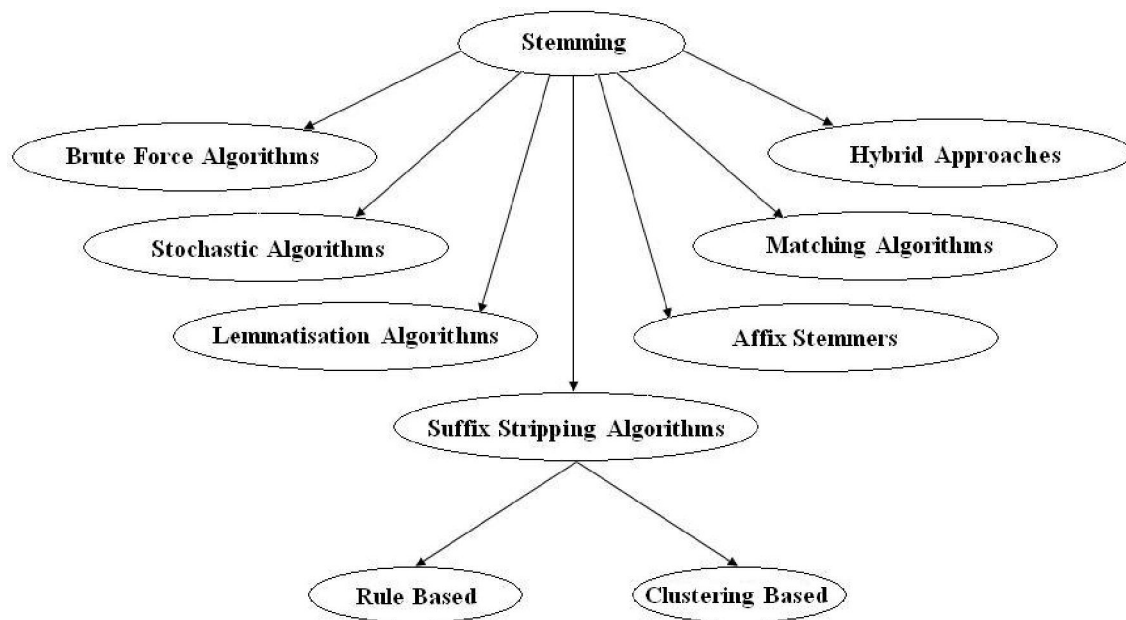 Stemming
Brute Force Algorithms
Hybrid Approaches
Stochastic Algorithms
Matching Algorithms
Lemmatisation Algorithms
Affix Stemmers
Suffix Stripping Algorithms
Rule Based
Clustering Based